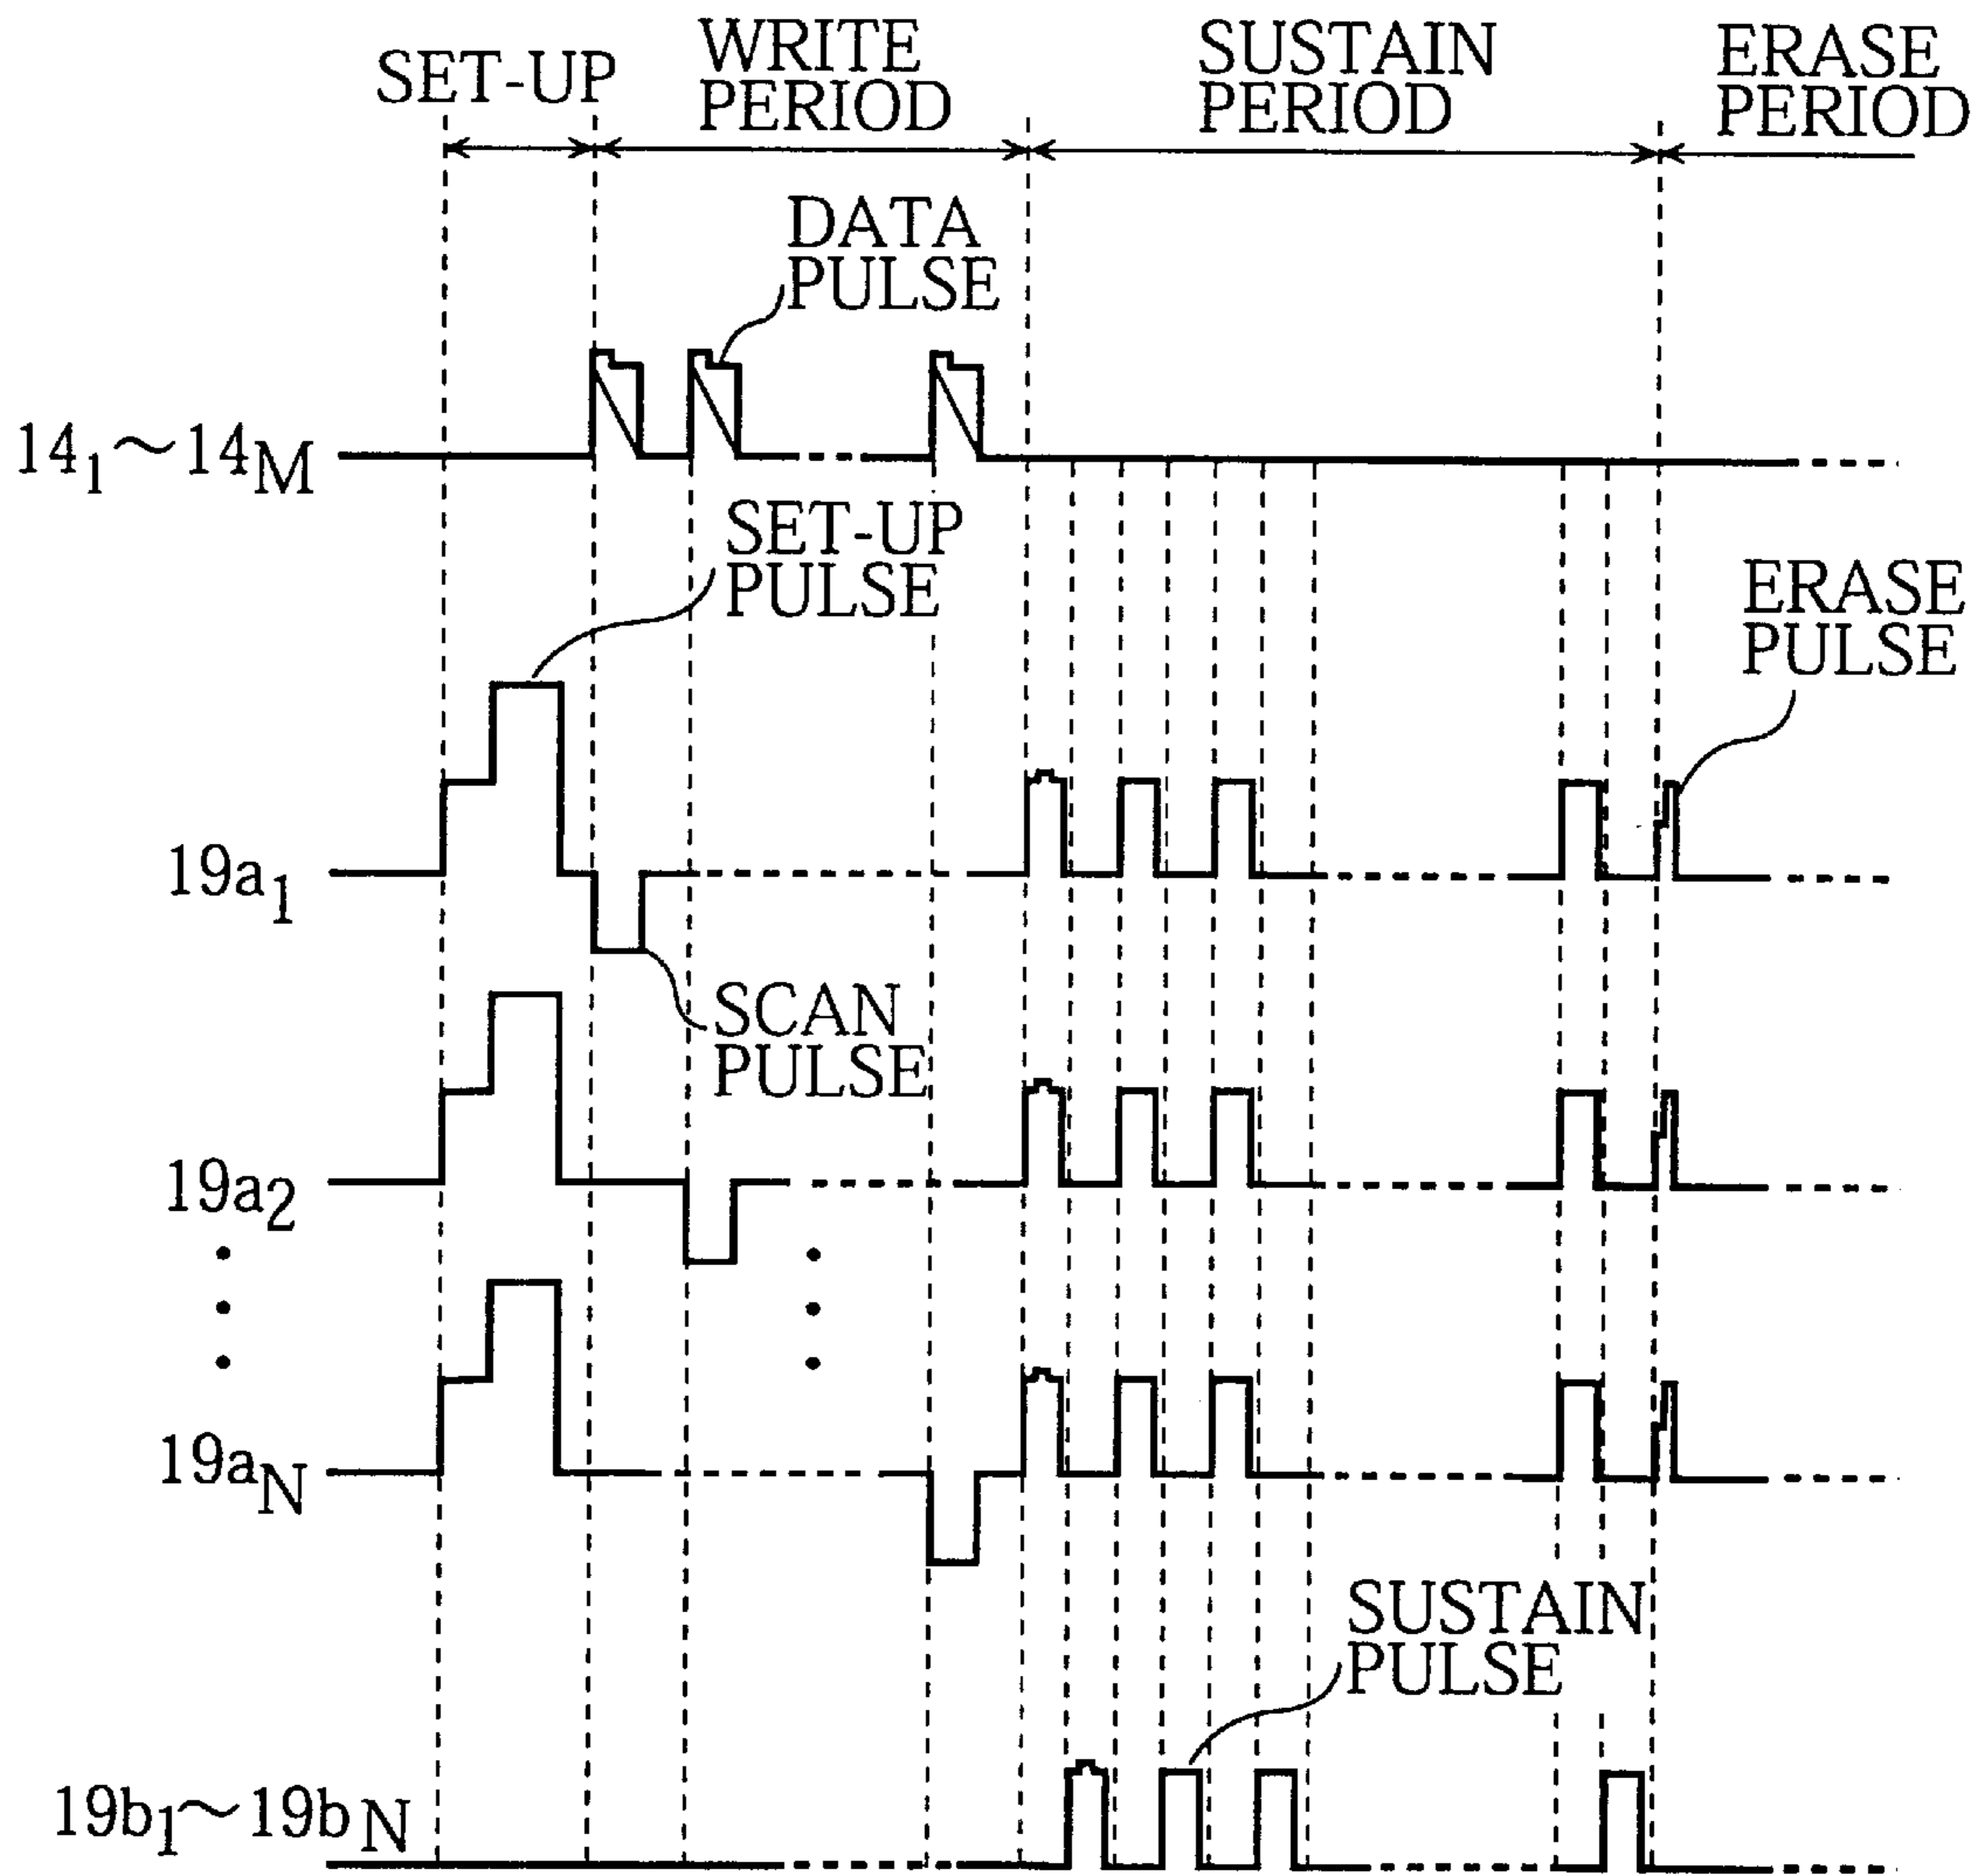 SET-UP
WRITE
PERIOD
SUSTAIN
PERIOD
ERASE
PERIOD
DATA
PULSE
14₁~14M
SET-UP
PULSE
ERASE
PULSE
19a₁
SCAN
PULSE
19a₂
19aN
SUSTAIN
PULSE
19b₁~19bN